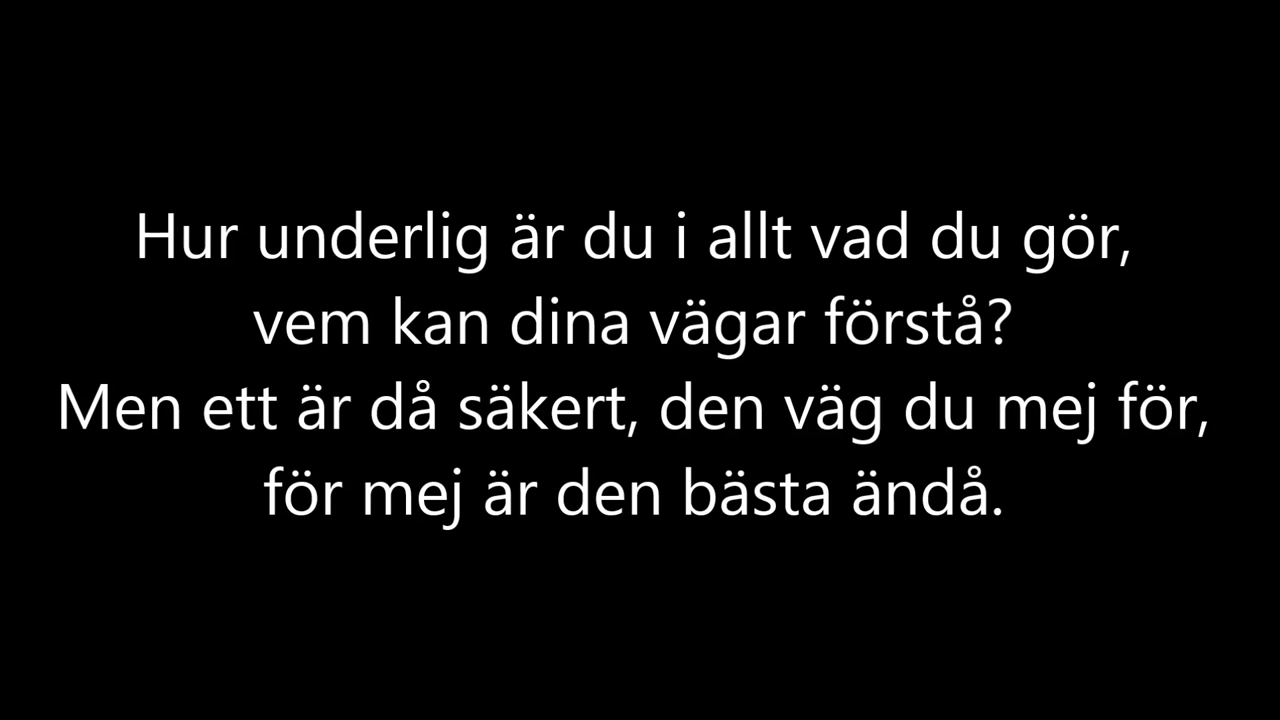 Hur underlig är du i allt vad du gör,
vem kan dina vägar förstå?
Men ett är då säkert, den väg du mej för,
för mej är den bästa ändå.